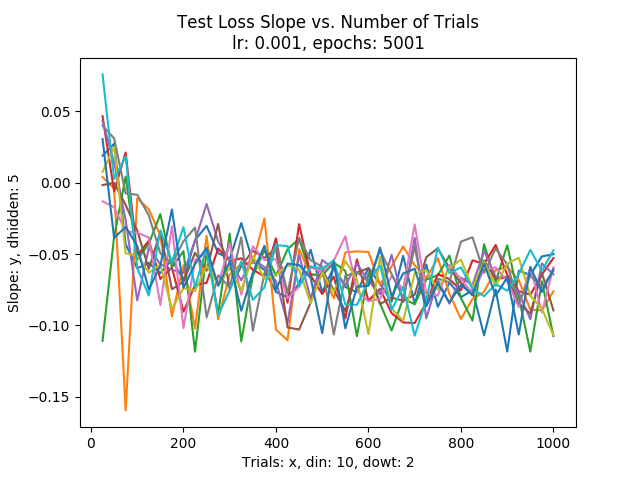 Test Loss Slope vs. Number of Trials
lr: 0.001, epochs: 5001
Slope: y, dhidden: 5
0.05
0.00
−0.05
−0.10
−0.15
0
200
400
600
800
1000
Trials: x, din: 10, dowt: 2